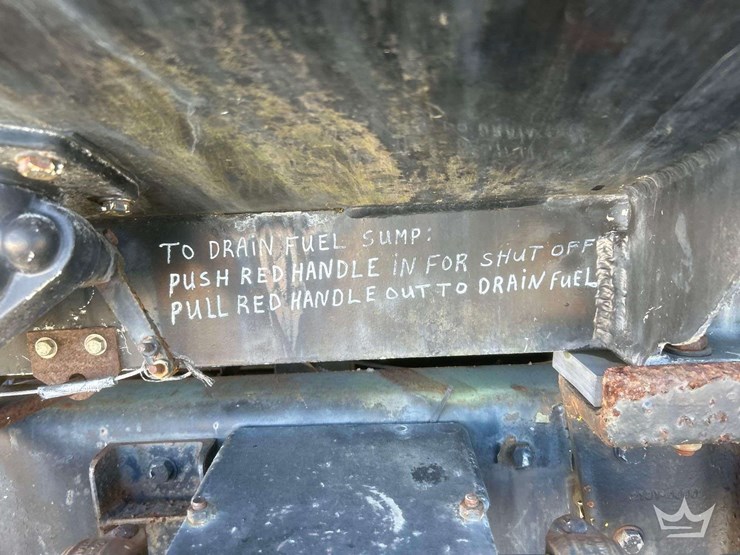 TO DRAIN FUEL SUMP:
PUSH RED HANDLE iN FOR SHUT OFF
PULL RED HANDLE OUT TO DRAiN FUEL